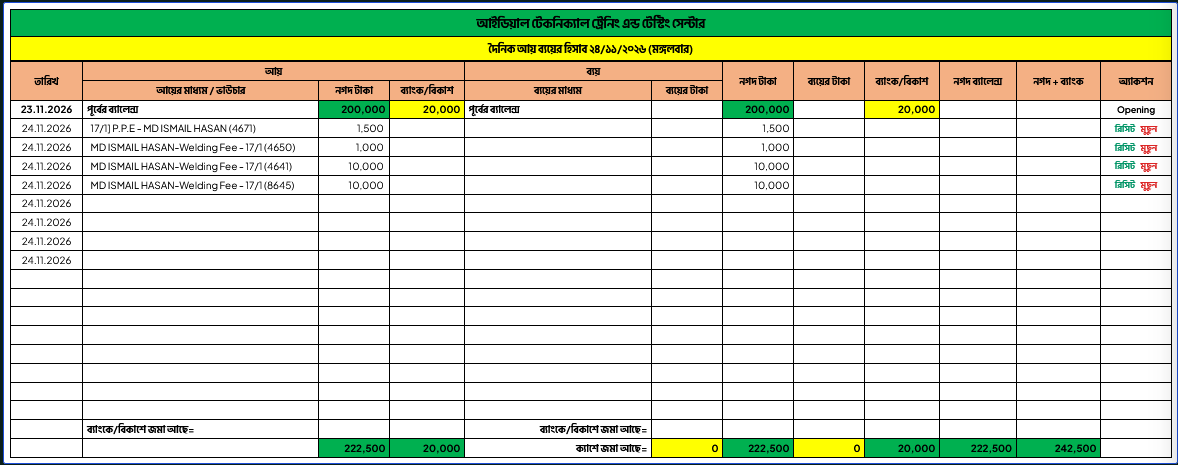 আইডিয়াল টেকনিক্যাল ট্রেনিং এন্ড টেস্টিং সেন্টার
দৈনিক আয় ব্যয়ের হিসাব ২৪/১১/২০২৬ (মঙ্গলবার)
তারিখ আয় ব্যয় নগদ টাকা ব্যয়ের টাকা ব্যাংক/বিকাশ নগদ ব্যালেন্স নগদ + ব্যাংক অ্যাকশন
আয়ের মাধ্যম / ভাউচার নগদ টাকা ব্যাংক/বিকাশ ব্যয়ের মাধ্যম ব্যয়ের টাকা
23.11.2026 পূর্বের ব্যালেন্স 200,000 20,000 পূর্বের ব্যালেন্স 200,000 20,000 Opening
24.11.2026 17/1] P.P.E - MD ISMAIL HASAN (4671) 1,500 1,500 রিসিট মুছুন
24.11.2026 MD ISMAIL HASAN-Welding Fee - 17/1 (4650) 1,000 1,000 রিসিট মুছুন
24.11.2026 MD ISMAIL HASAN-Welding Fee - 17/1 (4641) 10,000 10,000 রিসিট মুছুন
24.11.2026 MD ISMAIL HASAN-Welding Fee - 17/1 (8645) 10,000 10,000 রিসিট মুছুন
24.11.2026
24.11.2026
24.11.2026
24.11.2026
ব্যাংকে/বিকাশে জমা আছে= ব্যাংকে/বিকাশে জমা আছে=
222,500 20,000 ক্যাশে জমা আছে= 0 222,500 0 20,000 222,500 242,500